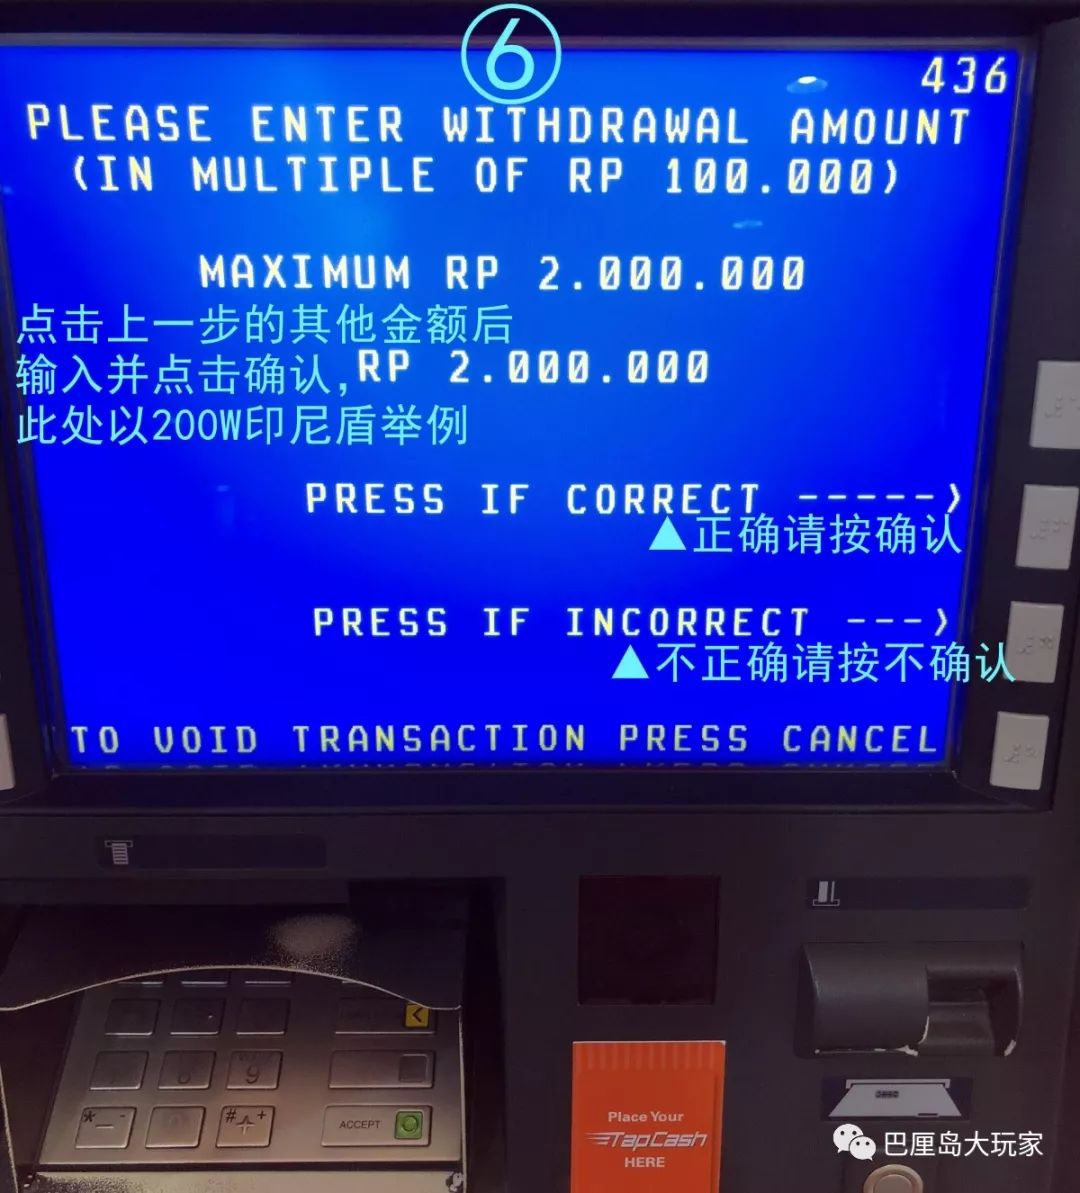 ⑥
436
PLEASE ENTER WITHDRAWAL AMOUNT
(IN MULTIPLE OF RP 100.000)
MAXIMUM RP 2.000.000
点击上一步的其他金额后
输入并点击确认,
RP 2.000.000
此处以200W印尼盾举例
PRESS IF CORRECT ----->
▲正确请按确认
PRESS IF INCORRECT --->
▲不正确请按不确认
TO VOID TRANSACTION PRESS CANCEL
<
9
* -
# +
ACCEPT
Place Your
TapCash
HERE
巴厘岛大玩家